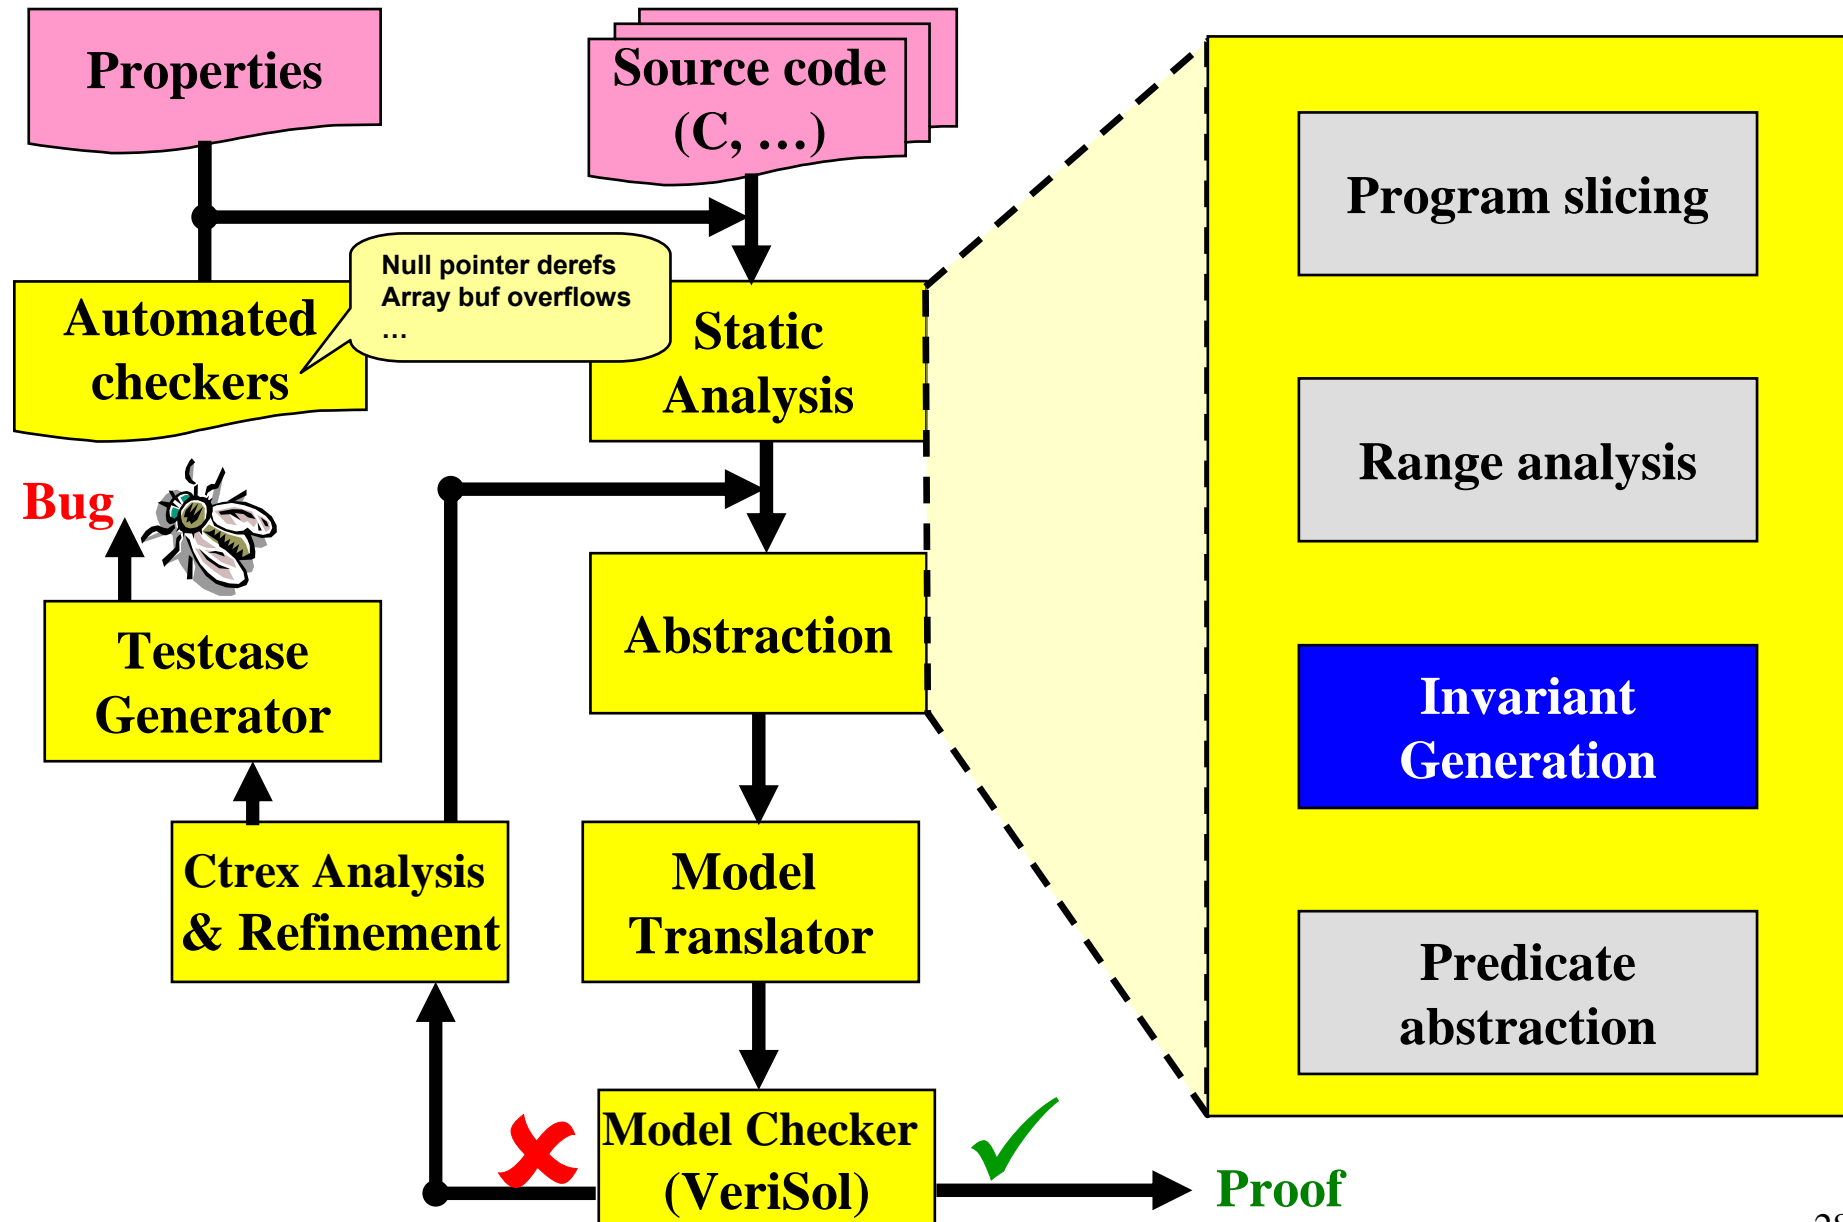 Properties
Source code
(C, …)
Program slicing
Null pointer derefs
Array buf overflows
…
Automated
checkers
Static
Analysis
Range analysis
Bug
Abstraction
Testcase
Generator
Invariant
Generation
Ctrex Analysis
& Refinement
Model
Translator
Predicate
abstraction
Model Checker
(VeriSol)
Proof
28